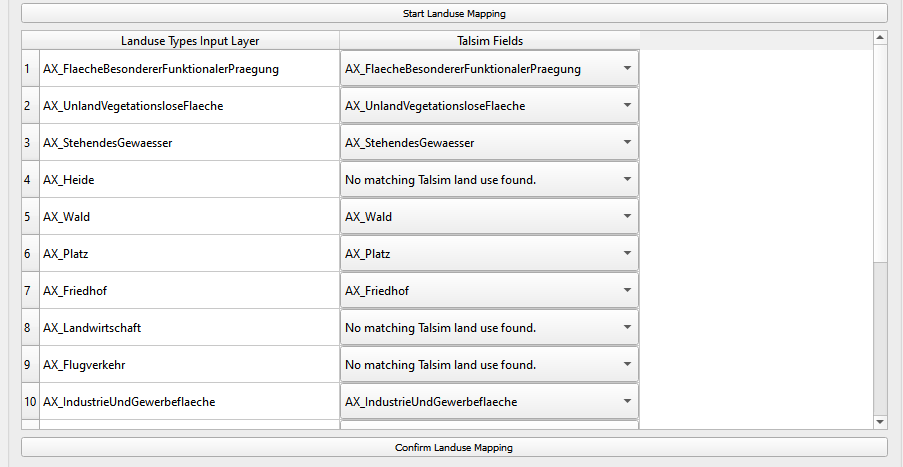 Start Landuse Mapping
Landuse Types Input Layer Talsim Fields
1 AX_FlaecheBesondererFunktionalerPraegung AX_FlaecheBesondererFunktionalerPraegung
2 AX_UnlandVegetationsloseFlaeche AX_UnlandVegetationsloseFlaeche
3 AX_StehendesGewaesser AX_StehendesGewaesser
4 AX_Heide No matching Talsim land use found.
5 AX_Wald AX_Wald
6 AX_Platz AX_Platz
7 AX_Friedhof AX_Friedhof
8 AX_Landwirtschaft No matching Talsim land use found.
9 AX_Flugverkehr No matching Talsim land use found.
10 AX_IndustrieUndGewerbeflaeche AX_IndustrieUndGewerbeflaeche
Confirm Landuse Mapping